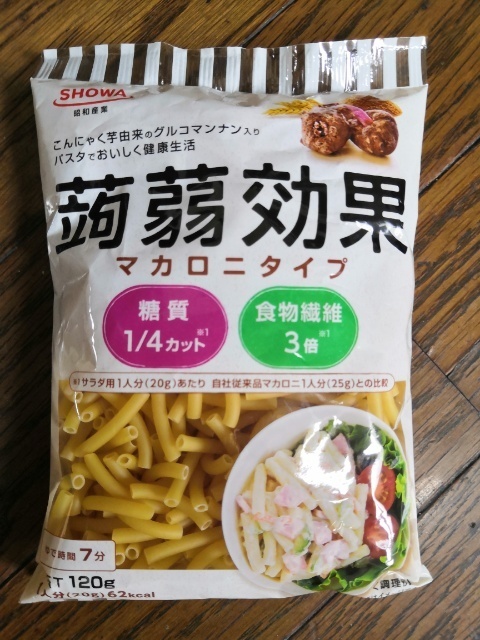 SHOWA
昭和産業
こんにゃく芋由来のグルコマンナン入り
パスタでおいしく健康生活
蒟蒻効果
マカロニタイプ
糖質
1/4カット※1
食物繊維
3倍※1
※1サラダ用1人分(20g)あたり 自社従来品マカロニ1人分(25g)との比較
で時間7分
120g
人分(20g)62kcal
調理例